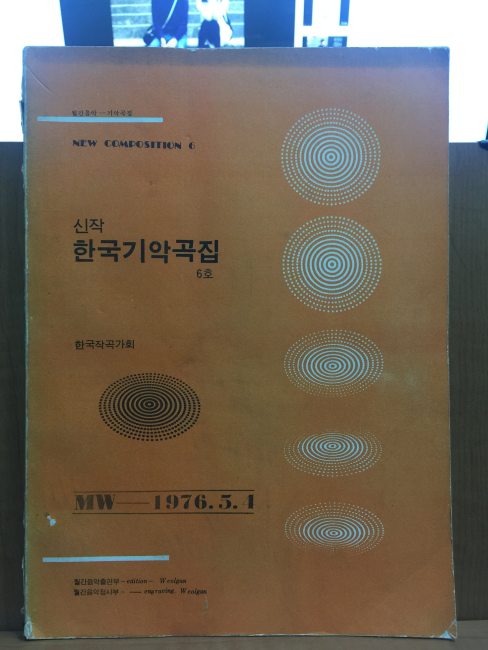 월간음악—기악곡집
NEW COMPOSITION 6
신작
한국기악곡집
6호
한국작곡가회
MW—1976.5.4
월간음악출판부—edition— Weolgan
월간음악필사부— —engraving. Weolgan